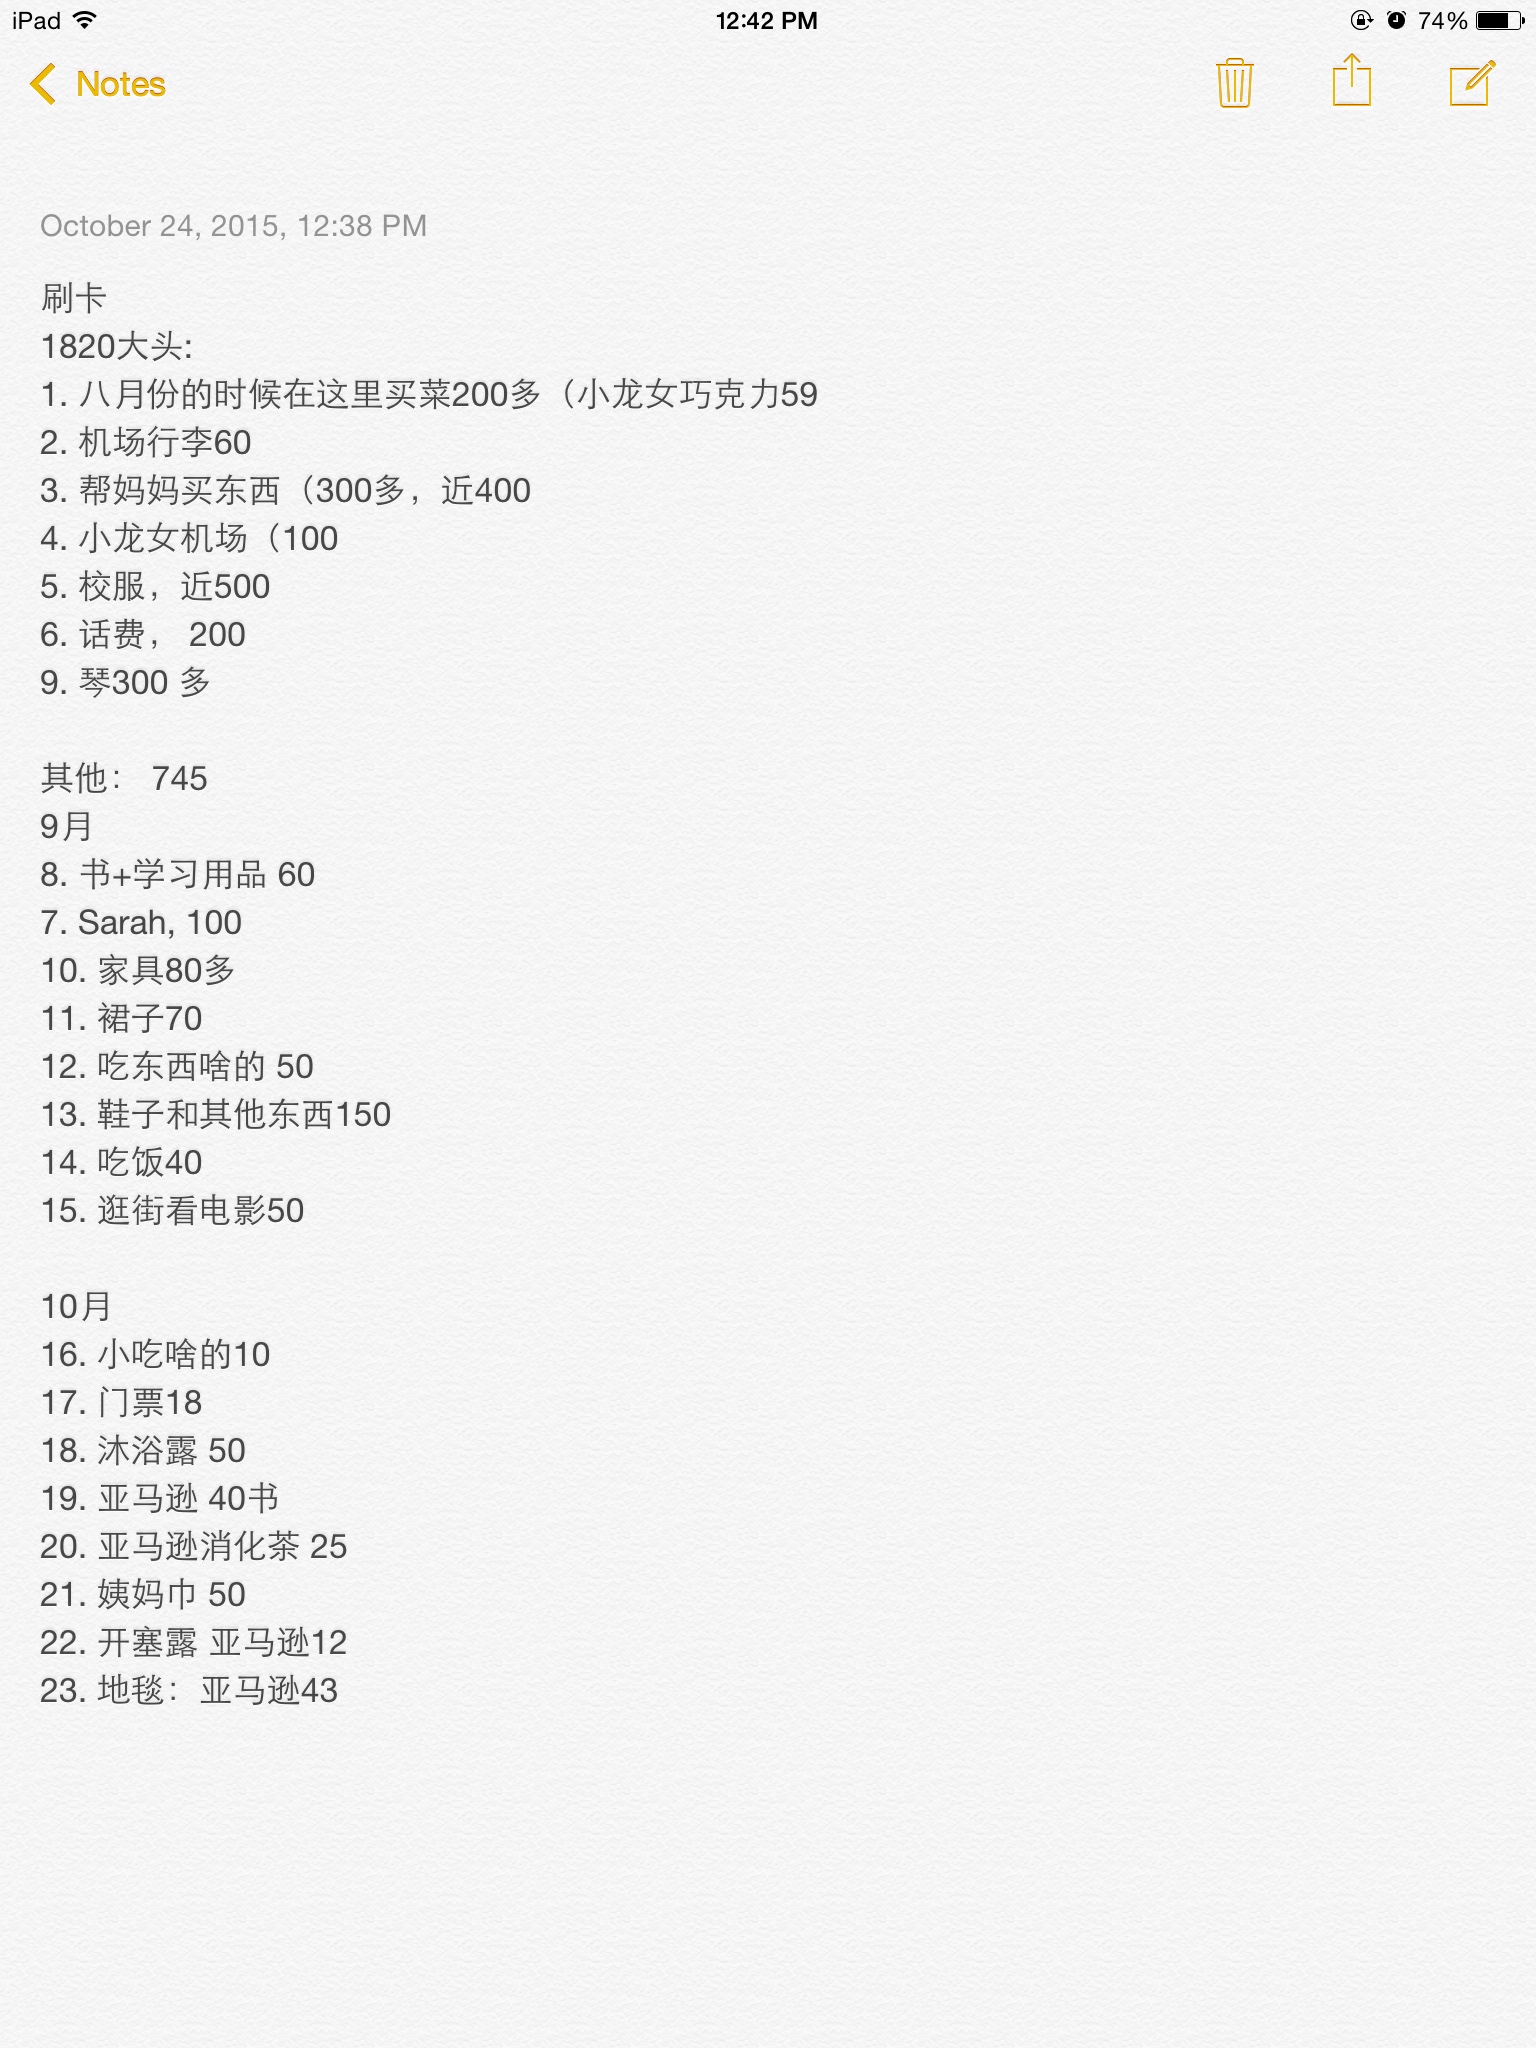 iPad 12:42 PM 74%
Notes
October 24, 2015, 12:38 PM
刷卡
1820大头:
1. 八月份的时候在这里买菜200多（小龙女巧克力59
2. 机场行李60
3. 帮妈妈买东西（300多，近400
4. 小龙女机场（100
5. 校服，近500
6. 话费， 200
9. 琴300 多
其他： 745
9月
8. 书+学习用品 60
7. Sarah, 100
10. 家具80多
11. 裙子70
12. 吃东西啥的 50
13. 鞋子和其他东西150
14. 吃饭40
15. 逛街看电影50
10月
16. 小吃啥的10
17. 门票18
18. 沐浴露 50
19. 亚马逊 40书
20. 亚马逊消化茶 25
21. 姨妈巾 50
22. 开塞露 亚马逊12
23. 地毯：亚马逊43